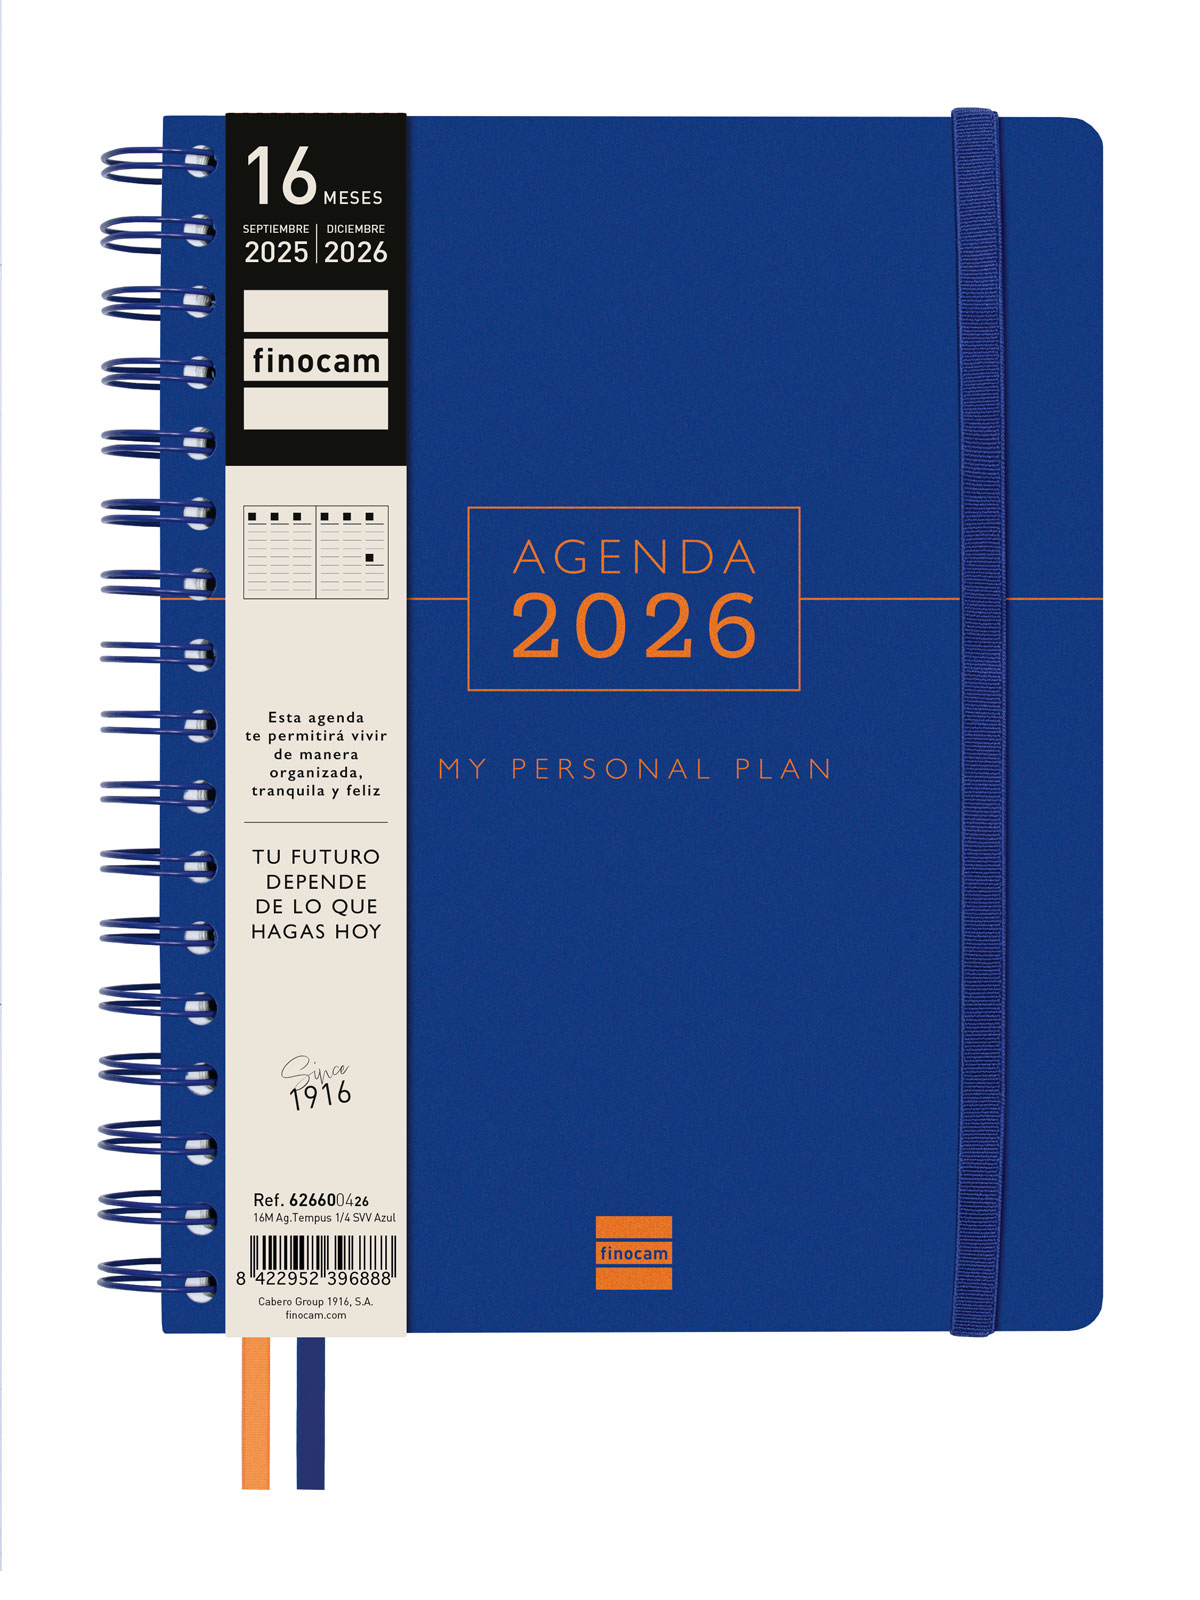 16 MESES
SEPTIEMBRE DICIEMBRE
2025 2026
finocam
Esta agenda
te permitirá vivir
de manera
organizada,
tranquila y feliz
TU FUTURO
DEPENDE
DE LO QUE
HAGAS HOY
Since
1916
Ref. 626600426
16M Ag.Tempus 1/4 SVV Azul
8 422952 396888
Cabero Group 1916, S.A.
finocam.com
AGENDA
2026
MY PERSONAL PLAN
finocam